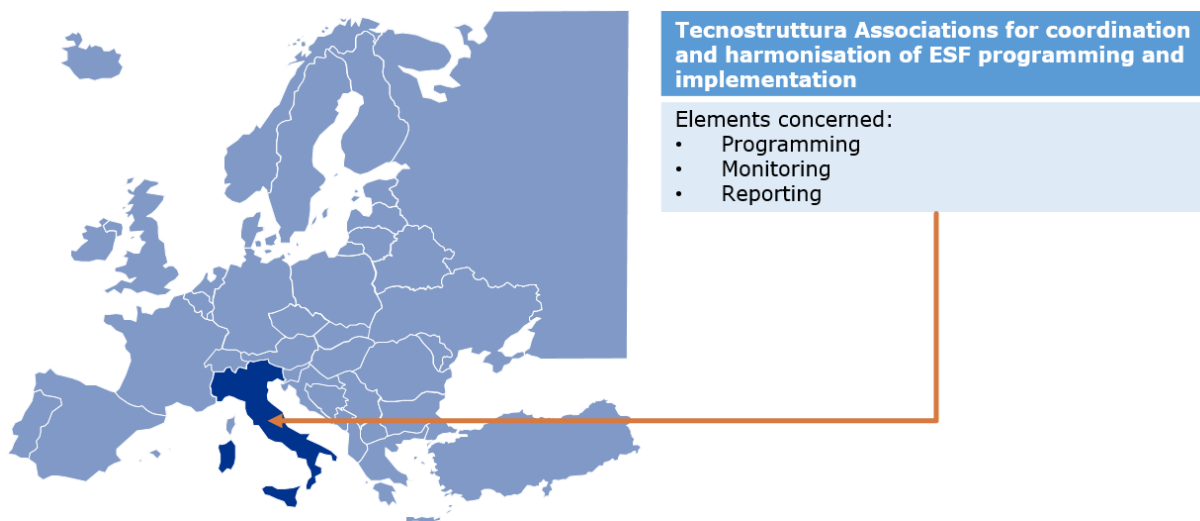 Tecnostruttura Associations for coordination
and harmonisation of ESF programming and
implementation
Elements concerned:
• Programming
• Monitoring
• Reporting